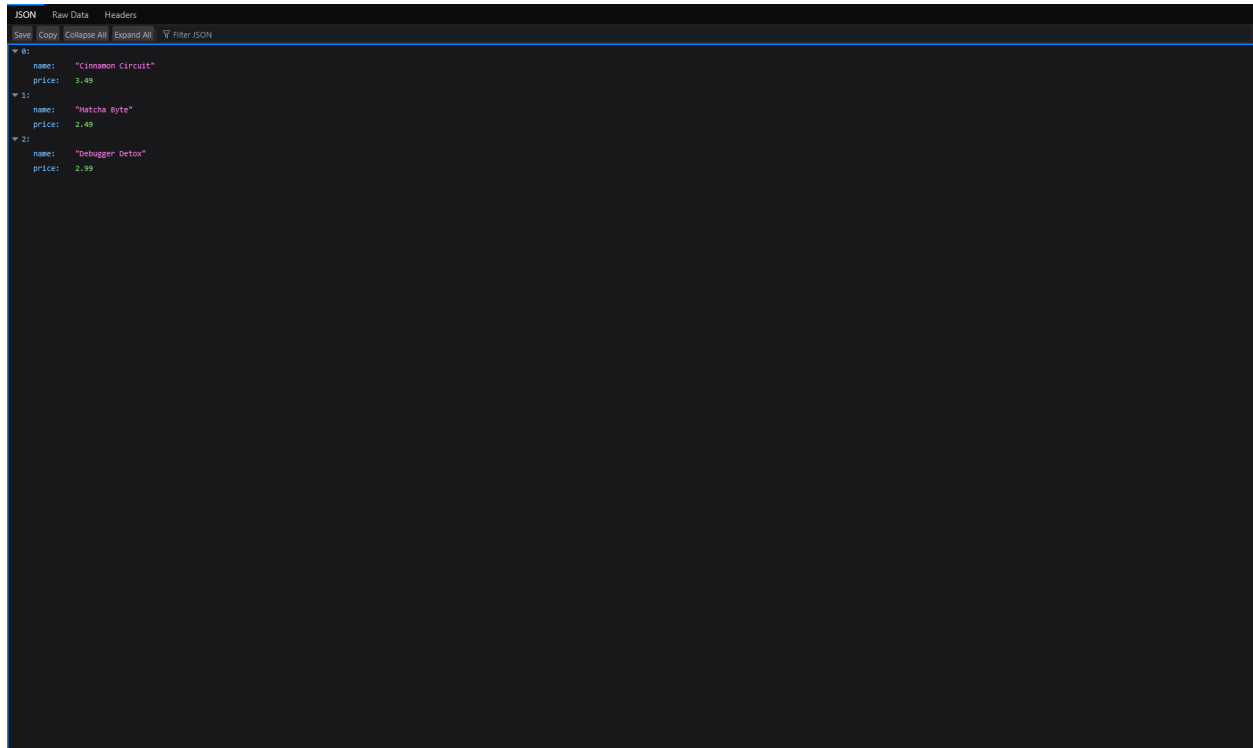 JSON Raw Data Headers
Save Copy Collapse All Expand All Filter JSON
0:
name: "Cinnamon Circuit"
price: 3.49
1:
name: "Matcha Byte"
price: 2.49
2:
name: "Debugger Detox"
price: 2.99